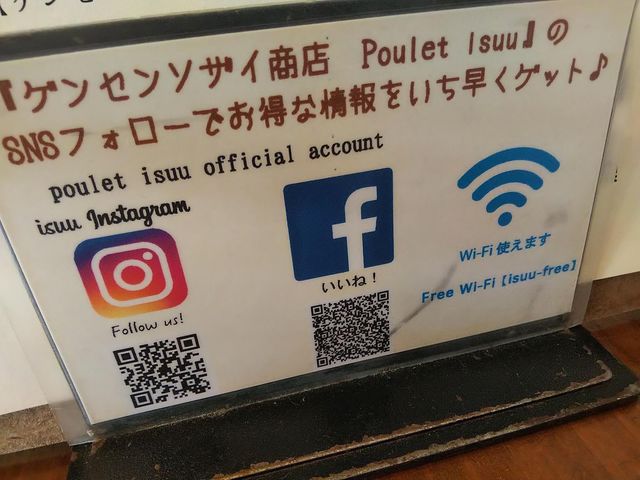 『ゲンセンソザイ商店 Poulet isuu』の
SNSフォローでお得な情報をいち早くゲット♪
poulet isuu official account
isuu Instagram
Follow us!
いいね！
Wi-Fi 使えます
Free Wi-Fi【isuu-free】